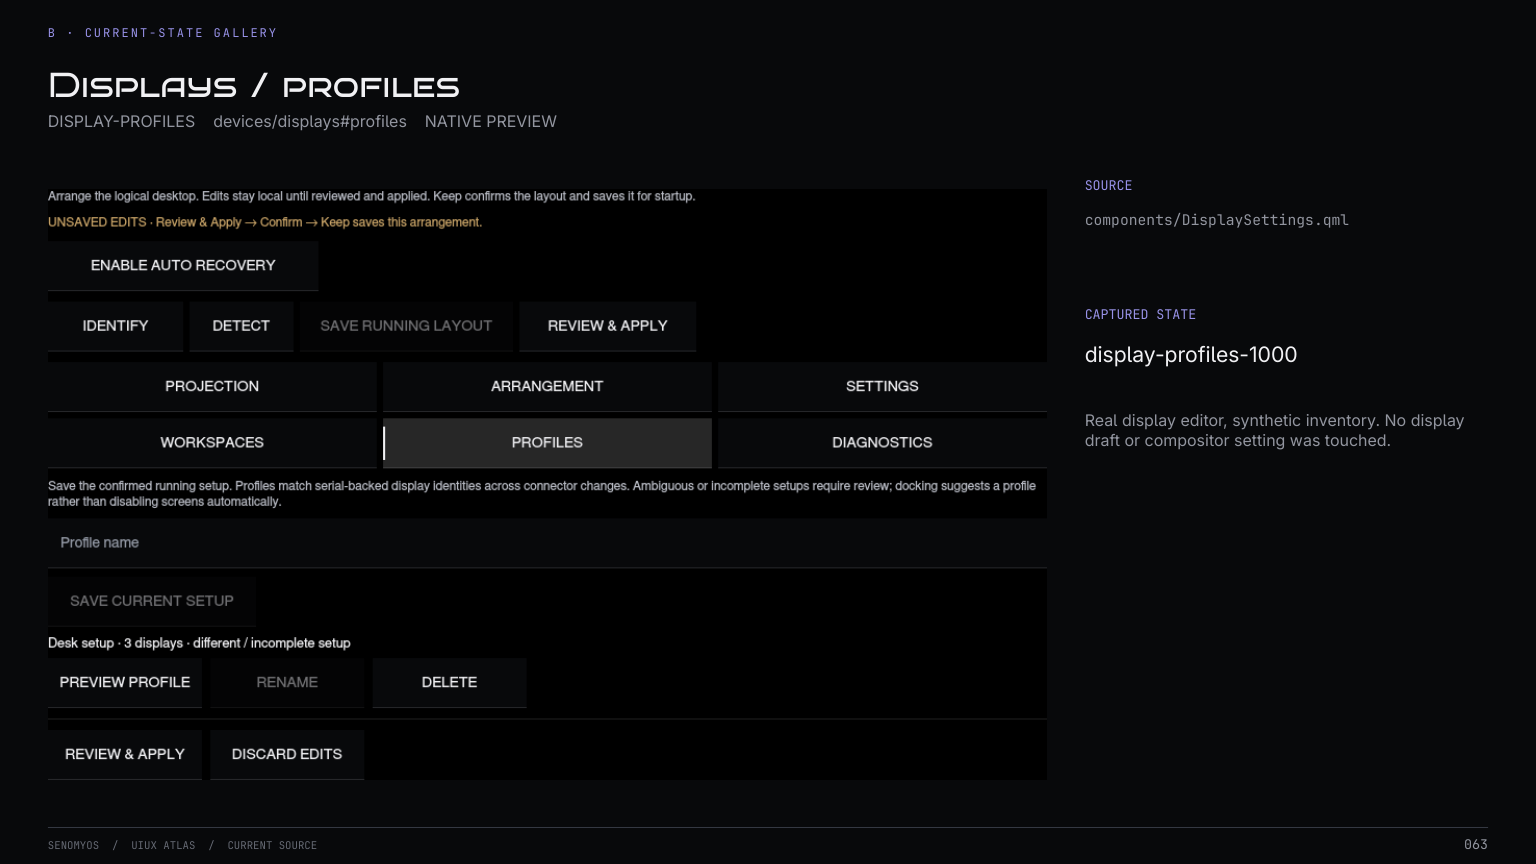 B · CURRENT-STATE GALLERY
DISPLAYS / PROFILES
DISPLAY-PROFILES devices/displays#profiles NATIVE PREVIEW
Arrange the logical desktop. Edits stay local until reviewed and applied. Keep confirms the layout and saves it for startup.
UNSAVED EDITS · Review & Apply → Confirm → Keep saves this arrangement.
ENABLE AUTO RECOVERY
IDENTIFY DETECT SAVE RUNNING LAYOUT REVIEW & APPLY
PROJECTION ARRANGEMENT SETTINGS
WORKSPACES PROFILES DIAGNOSTICS
Save the confirmed running setup. Profiles match serial-backed display identities across connector changes. Ambiguous or incomplete setups require review; docking suggests a profile
rather than disabling screens automatically.
Profile name
SAVE CURRENT SETUP
Desk setup · 3 displays · different / incomplete setup
PREVIEW PROFILE RENAME DELETE
REVIEW & APPLY DISCARD EDITS
SOURCE
components/DisplaySettings.qml
CAPTURED STATE
display-profiles-1000
Real display editor, synthetic inventory. No display
draft or compositor setting was touched.
SENOMYOS / UIUX ATLAS / CURRENT SOURCE
063